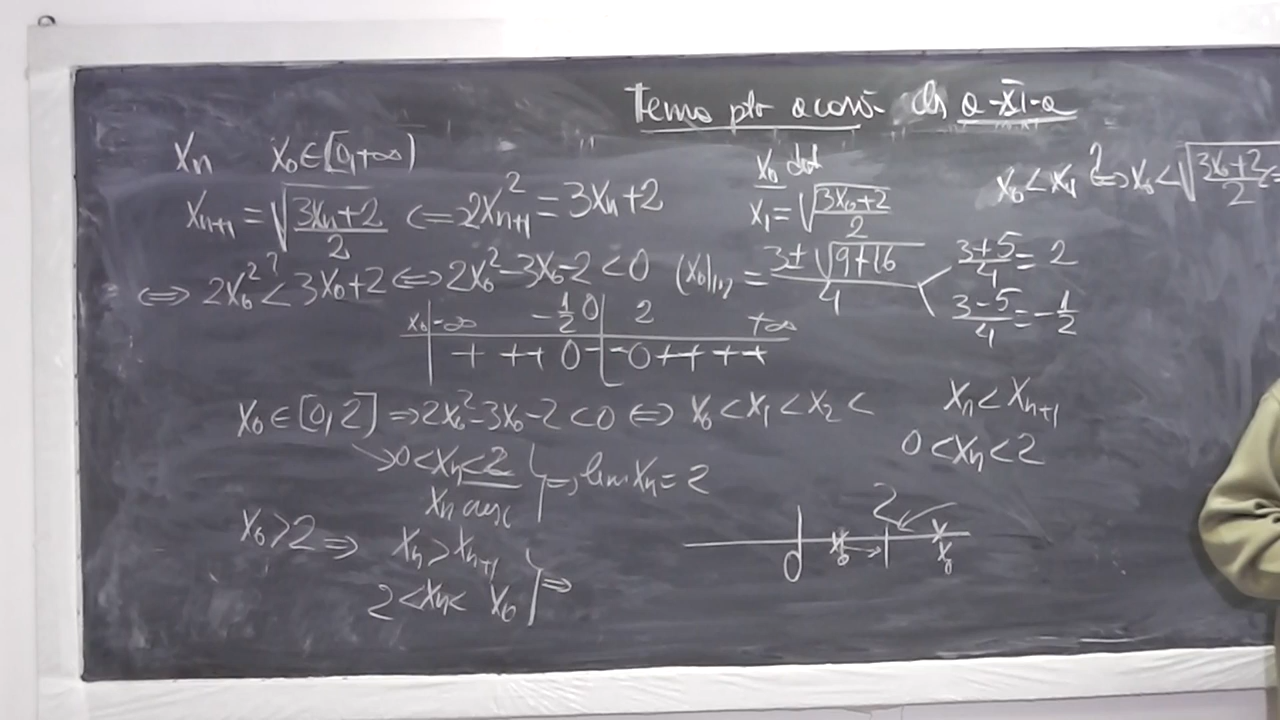 Tema ptr acasă cls a-XI-a
Xn X0∈[0,+∞)
Xn+1 = √((3Xn+2)/2) ⇔ 2X²n+1 = 3Xn+2
X0 dat
X1 = √((3X0+2)/2)
X0 < X1 ?⇔ X0 < √((3X0+2)/2) ⇔
⇔ 2X0² <? 3X0+2 ⇔ 2X0²-3X0-2 < 0 (X0)1,2 = (3±√(9+16))/4
(3+5)/4 = 2
(3-5)/4 = -1/2
X0 -∞ -1/2 0 2 +∞
+ + + 0 - - 0 + + + +
X0∈[0,2] ⇒ 2X0²-3X0-2 < 0 ⇔ X0 < X1 < X2 <
Xn < Xn+1
0 < Xn < 2
0 < Xn < 2
Xn cresc
⇒ lim Xn = 2
X0 > 2 ⇒ Xn > Xn+1
2 < Xn < X0 ⇒
2
0 X0 X0